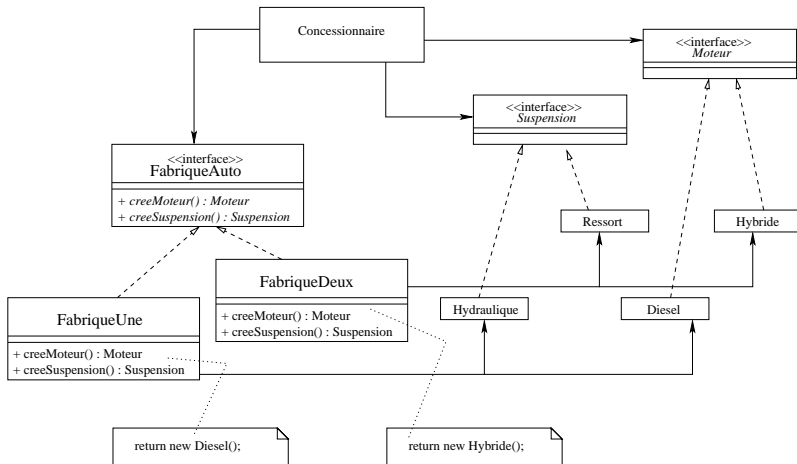 Concessionnaire
<<interface>>
Moteur
<<interface>>
Suspension
<<interface>>
FabriqueAuto
+ creeMoteur() : Moteur
+ creeSuspension() : Suspension
Ressort
Hybride
FabriqueDeux
+ creeMoteur() : Moteur
+ creeSuspension() : Suspension
Hydraulique
Diesel
FabriqueUne
+ creeMoteur() : Moteur
+ creeSuspension() : Suspension
return new Diesel();
return new Hybride();